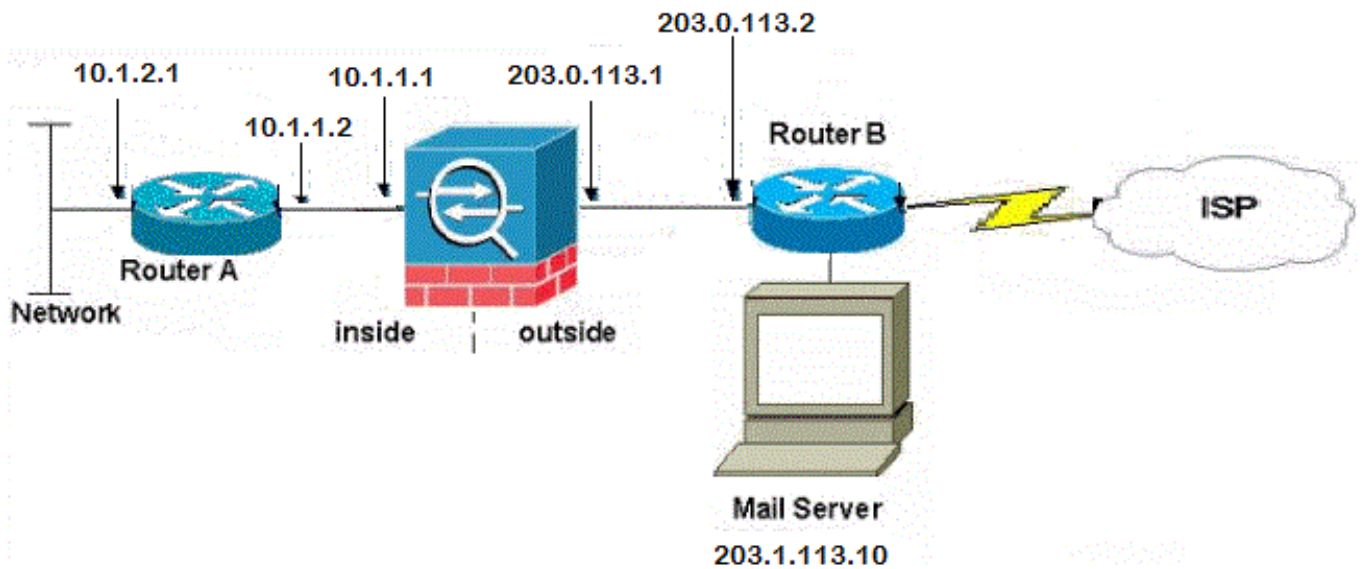 203.0.113.2
10.1.2.1
10.1.1.1
203.0.113.1
10.1.1.2
Router B
ISP
Router A
Network
inside
outside
Mail Server
203.1.113.10